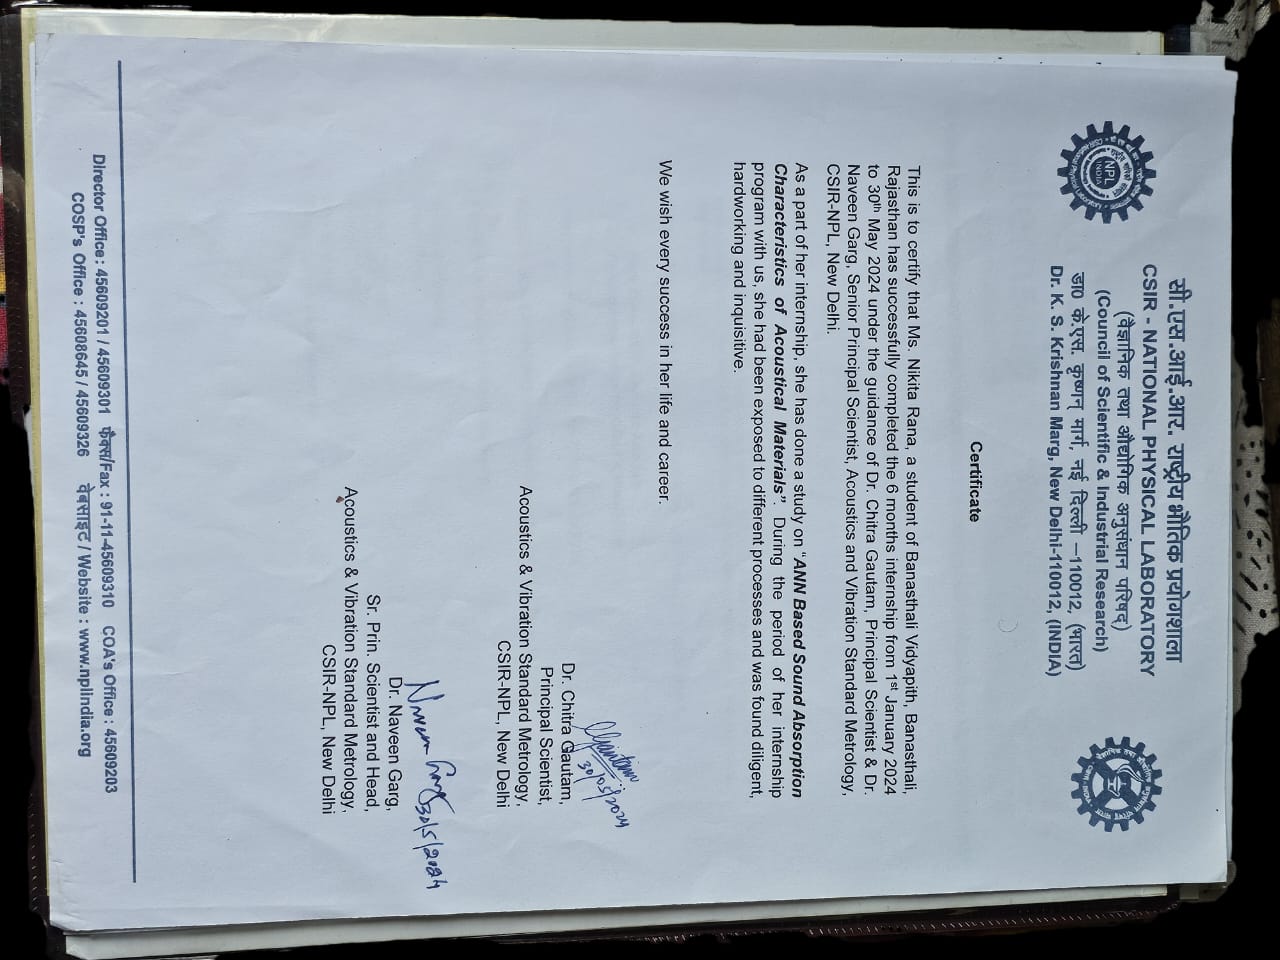 सी.एस.आई.आर. राष्ट्रीय भौतिक प्रयोगशाला
CSIR - NATIONAL PHYSICAL LABORATORY
(वैज्ञानिक तथा औद्योगिक अनुसंधान परिषद)
(Council of Scientific & Industrial Research)
डा० के.एस. कृष्णन् मार्ग, नई दिल्ली –110012, (भारत)
Dr. K. S. Krishnan Marg, New Delhi-110012, (INDIA)
NPL
INDIA
Certificate
This is to certify that Ms. Nikita Rana, a student of Banasthali Vidyapith, Banasthali,
Rajasthan has successfully completed the 6 months internship from 1st January 2024
to 30th May 2024 under the guidance of Dr. Chitra Gautam, Principal Scientist & Dr.
Naveen Garg, Senior Principal Scientist, Acoustics and Vibration Standard Metrology,
CSIR-NPL, New Delhi.
As a part of her internship, she has done a study on “ANN Based Sound Absorption
Characteristics of Acoustical Materials”. During the period of her internship
program with us, she had been exposed to different processes and was found diligent,
hardworking and inquisitive.
We wish every success in her life and career.
CGautam
30/05/2024
Dr. Chitra Gautam,
Principal Scientist,
Acoustics & Vibration Standard Metrology,
CSIR-NPL, New Delhi
Naveen Garg 30/5/2024
Dr. Naveen Garg,
Sr. Prin. Scientist and Head,
Acoustics & Vibration Standard Metrology,
CSIR-NPL, New Delhi
Director Office : 45609201 / 45609301 फैक्स/Fax : 91-11-45609310 COA's Office : 45609203
COSP's Office : 45608645 / 45609326 वेबसाइट / Website : www.nplindia.org